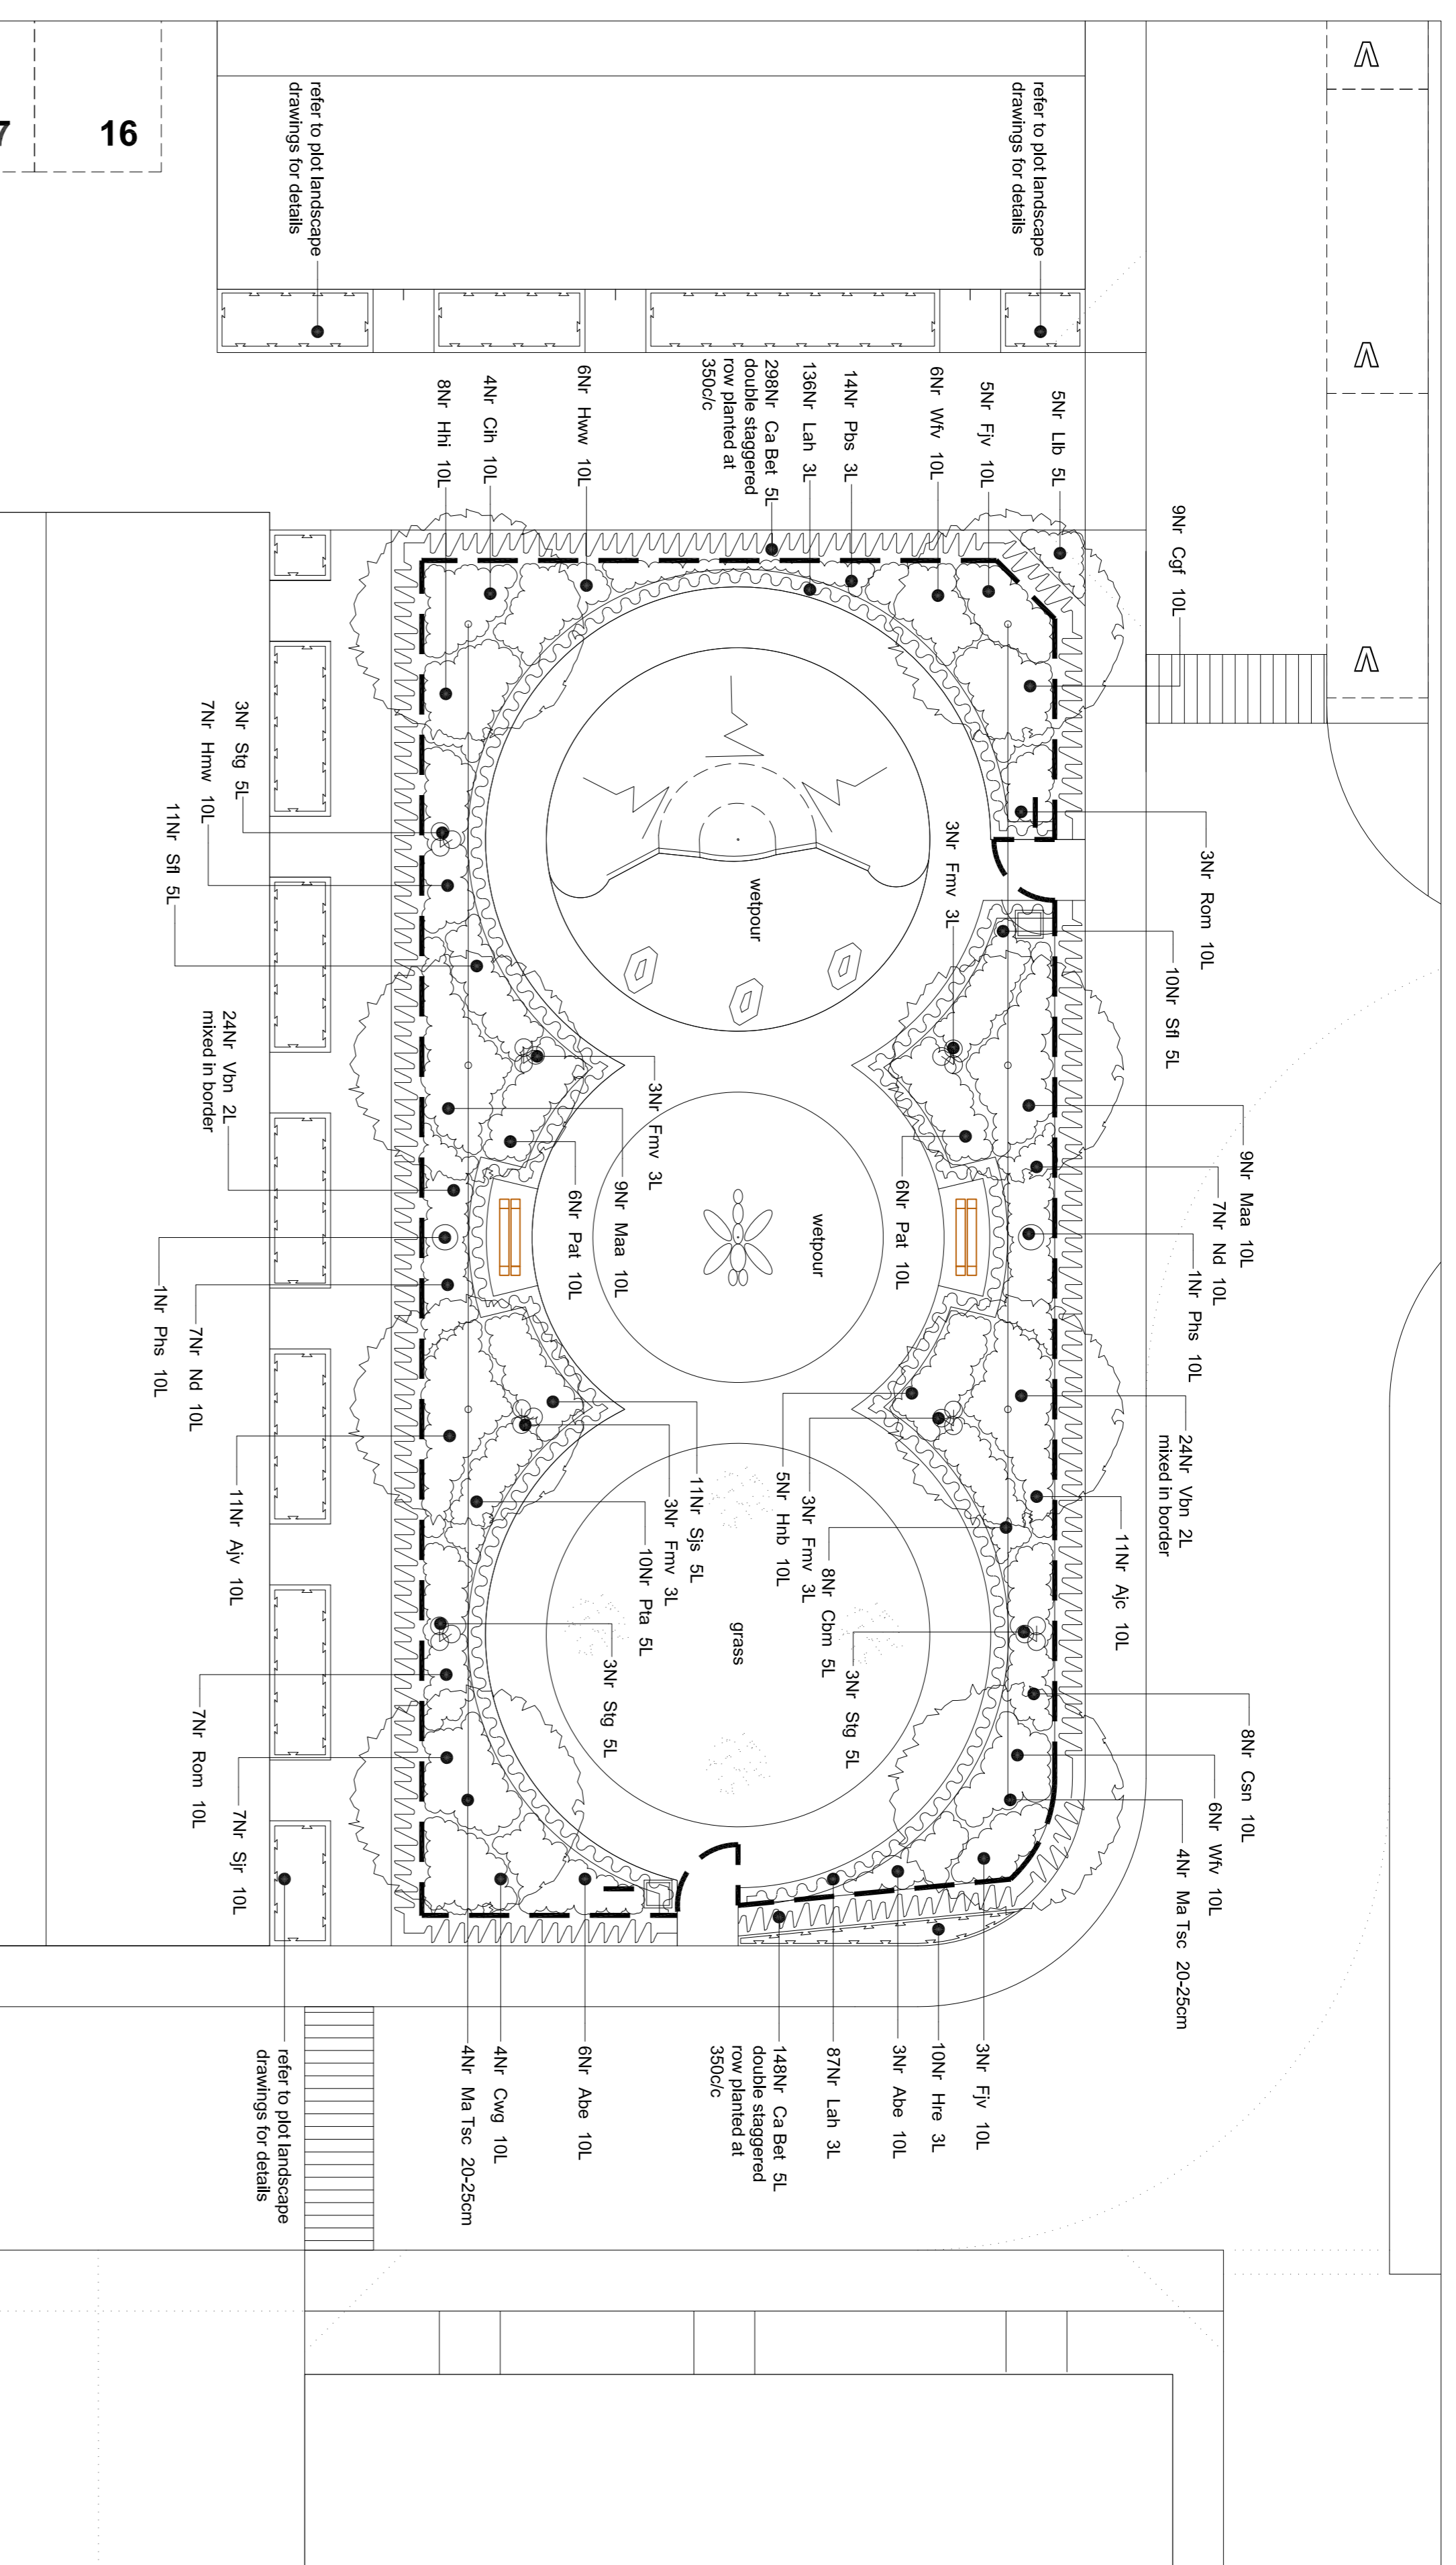 16
7
V
V
V
refer to plot landscape
drawings for details
refer to plot landscape
drawings for details
5Nr Llb 5L
5Nr Fjv 10L
6Nr Wfv 10L
14Nr Pbs 3L
136Nr Lah 3L
298Nr Ca Bet 5L
double staggered
row planted at
350c/c
6Nr Hww 10L
4Nr Cih 10L
8Nr Hhi 10L
9Nr Cgf 10L
3Nr Rom 10L
10Nr Sfl 5L
3Nr Fmv 3L
wetpour
3Nr Stg 5L
7Nr Hmw 10L
11Nr Sfl 5L
24Nr Vbn 2L
mixed in border
3Nr Fmv 3L
9Nr Maa 10L
6Nr Pat 10L
wetpour
6Nr Pat 10L
9Nr Maa 10L
7Nr Nd 10L
1Nr Phs 10L
1Nr Phs 10L
7Nr Nd 10L
11Nr Ajv 10L
24Nr Vbn 2L
mixed in border
11Nr Ajc 10L
5Nr Hnb 10L
3Nr Fmv 3L
8Nr Cbm 5L
3Nr Stg 5L
11Nr Sjs 5L
3Nr Fmv 3L
10Nr Pta 5L
3Nr Stg 5L
grass
8Nr Csn 10L
6Nr Wfv 10L
4Nr Ma Tsc 20-25cm
7Nr Rom 10L
7Nr Sjr 10L
3Nr Fjv 10L
10Nr Hre 3L
3Nr Abe 10L
87Nr Lah 3L
148Nr Ca Bet 5L
double staggered
row planted at
350c/c
6Nr Abe 10L
4Nr Cwg 10L
4Nr Ma Tsc 20-25cm
refer to plot landscape
drawings for details